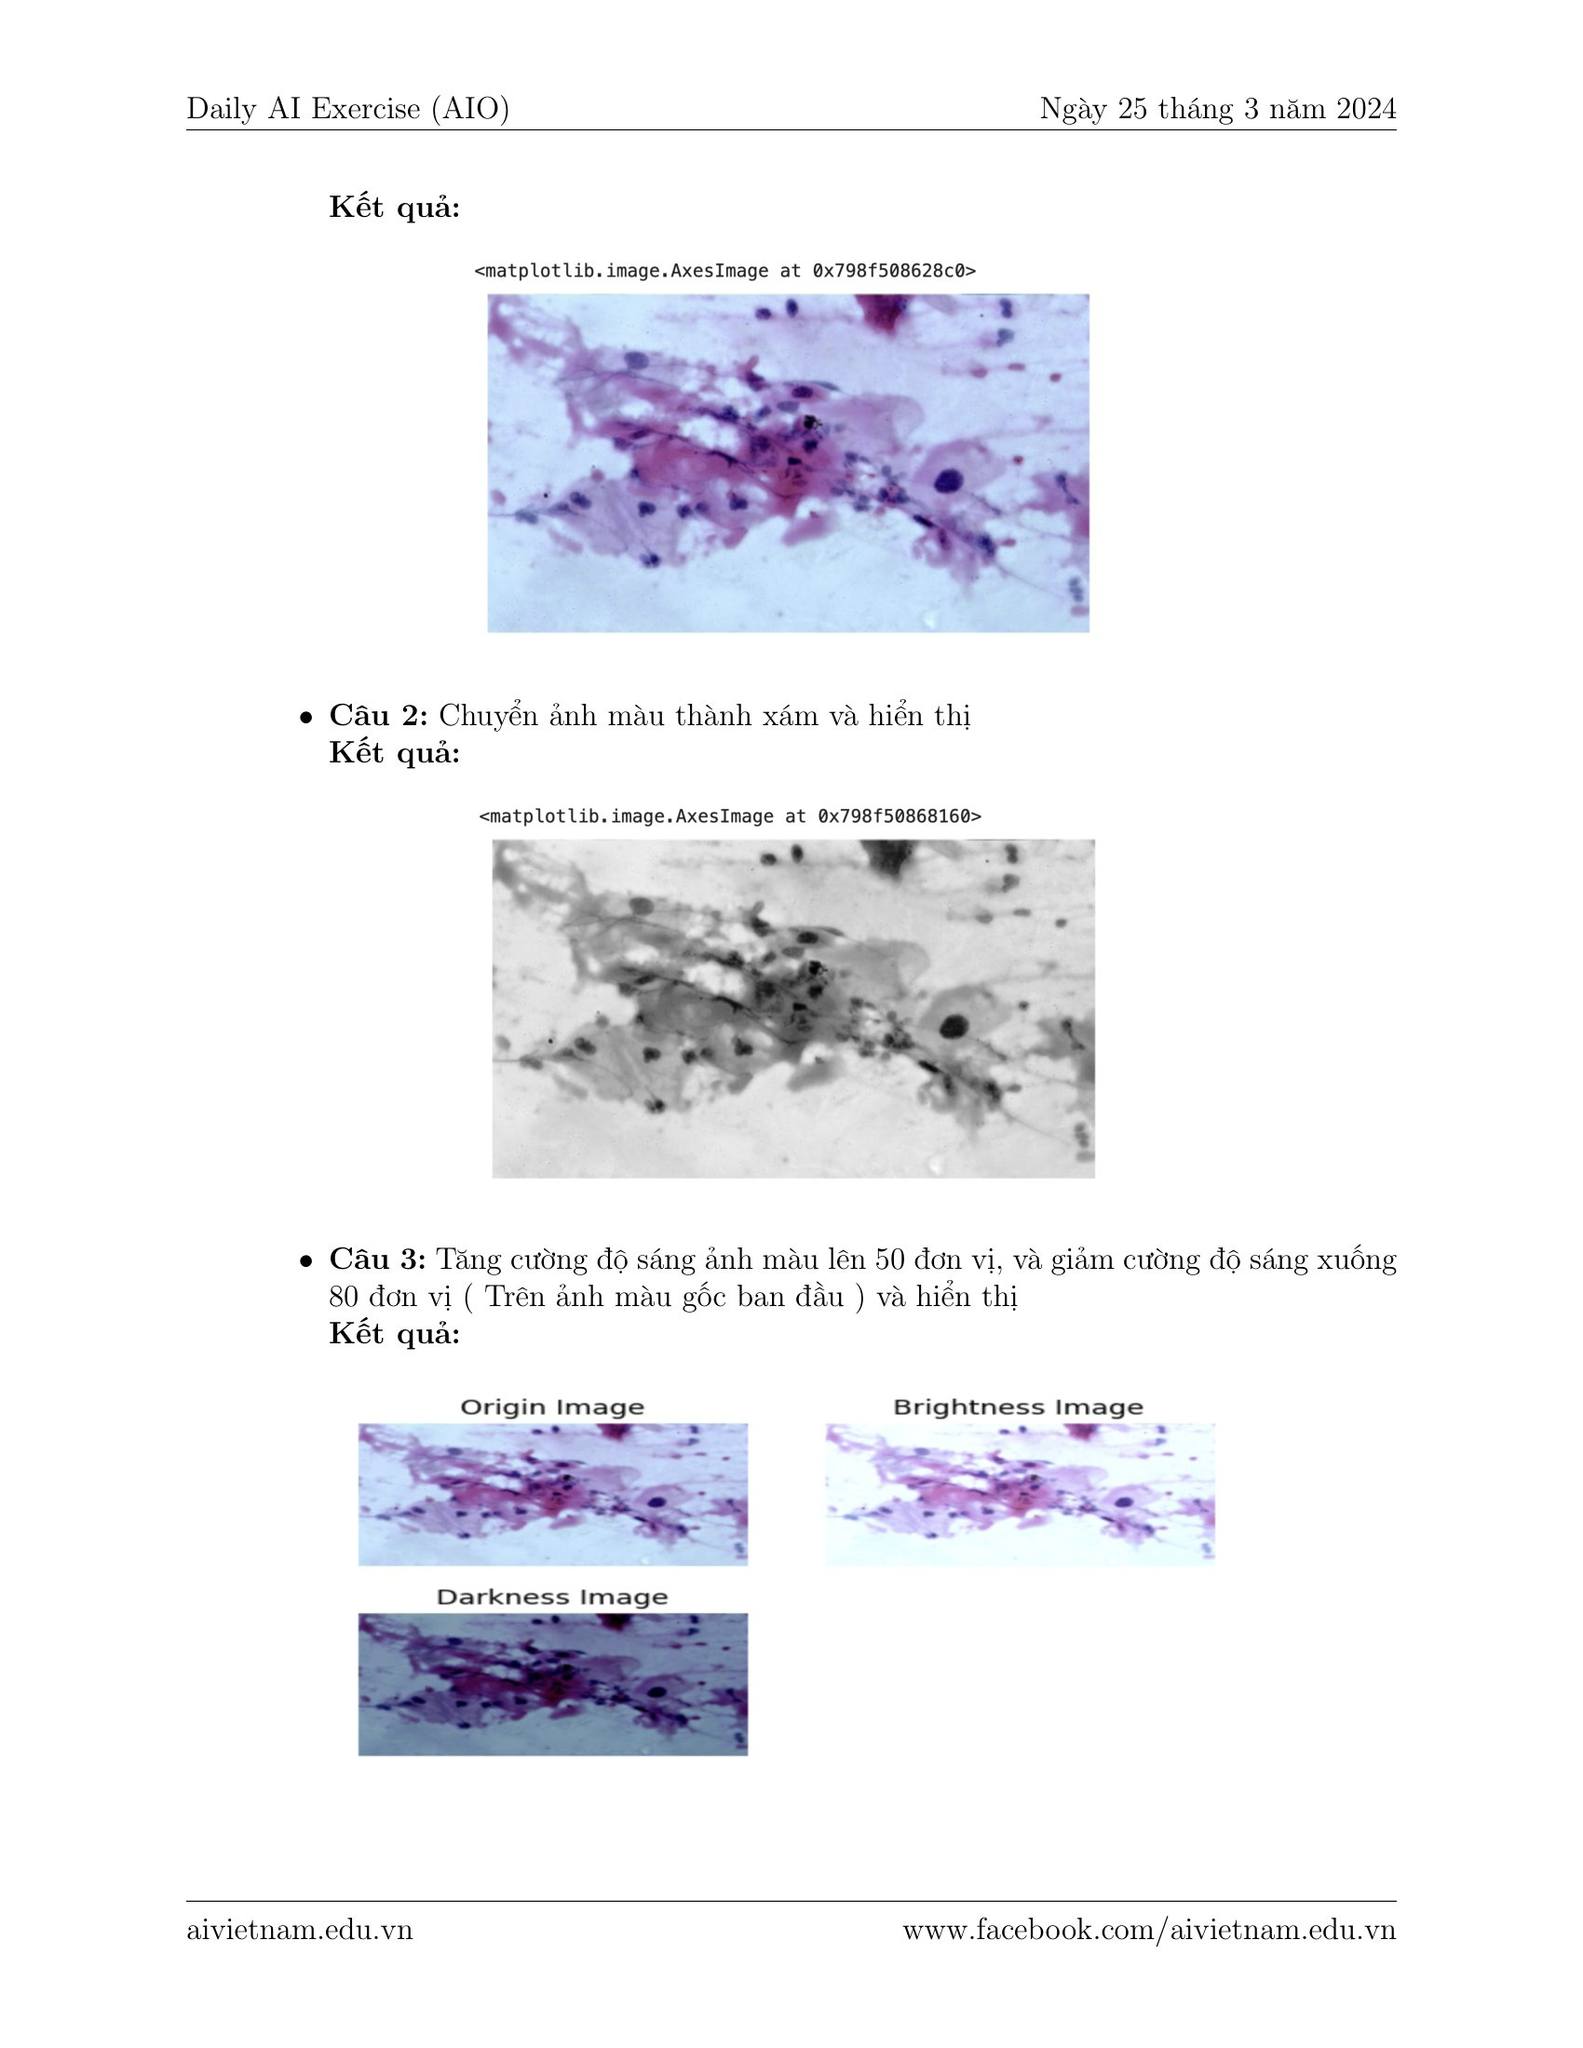 Daily AI Exercise (AIO)
Ngày 25 tháng 3 năm 2024
Kết quả:
<matplotlib.image.AxesImage at 0x798f508628c0>
• Câu 2: Chuyển ảnh màu thành xám và hiển thị
Kết quả:
<matplotlib.image.AxesImage at 0x798f50868160>
• Câu 3: Tăng cường độ sáng ảnh màu lên 50 đơn vị, và giảm cường độ sáng xuống
80 đơn vị ( Trên ảnh màu gốc ban đầu ) và hiển thị
Kết quả:
Origin Image
Brightness Image
Darkness Image
aivietnam.edu.vn
www.facebook.com/aivietnam.edu.vn